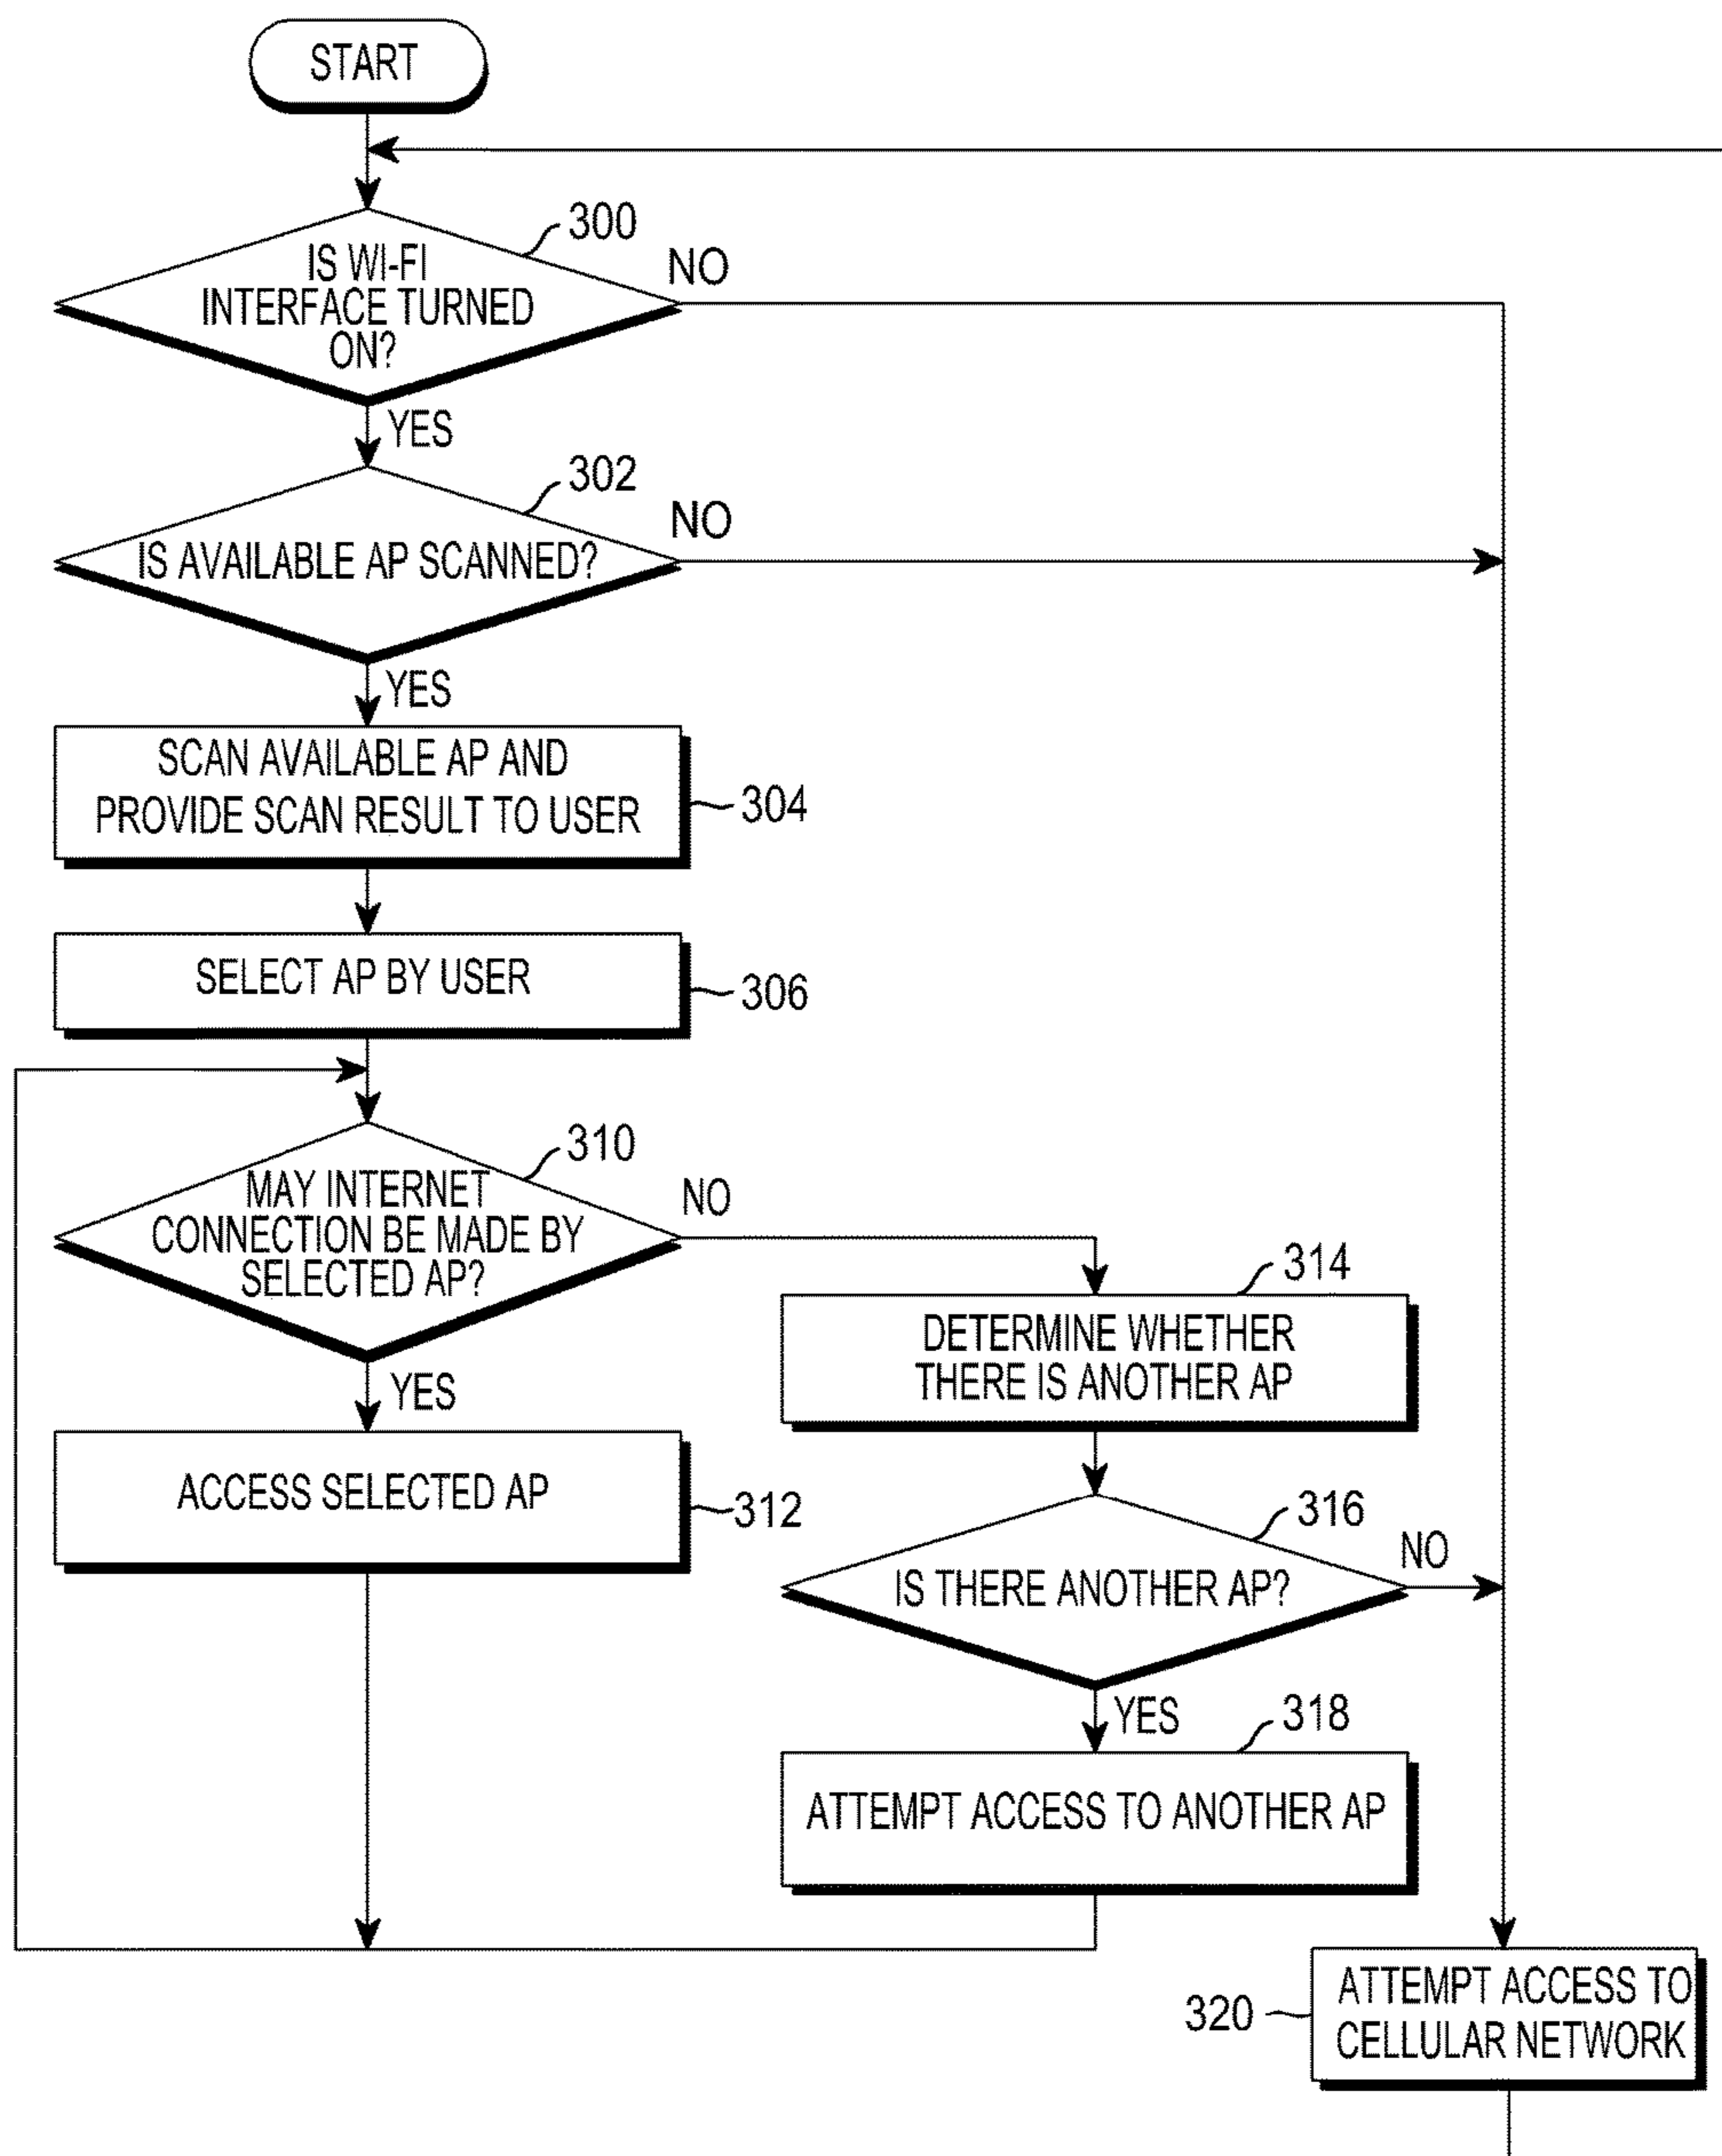 START
300
IS WI-FI
INTERFACE TURNED
ON?
NO
YES
302
IS AVAILABLE AP SCANNED?
NO
YES
SCAN AVAILABLE AP AND
PROVIDE SCAN RESULT TO USER
304
SELECT AP BY USER
306
310
MAY INTERNET
CONNECTION BE MADE BY
SELECTED AP?
NO
YES
314
DETERMINE WHETHER
THERE IS ANOTHER AP
ACCESS SELECTED AP
312
316
IS THERE ANOTHER AP?
NO
YES
318
ATTEMPT ACCESS TO ANOTHER AP
320
ATTEMPT ACCESS TO
CELLULAR NETWORK